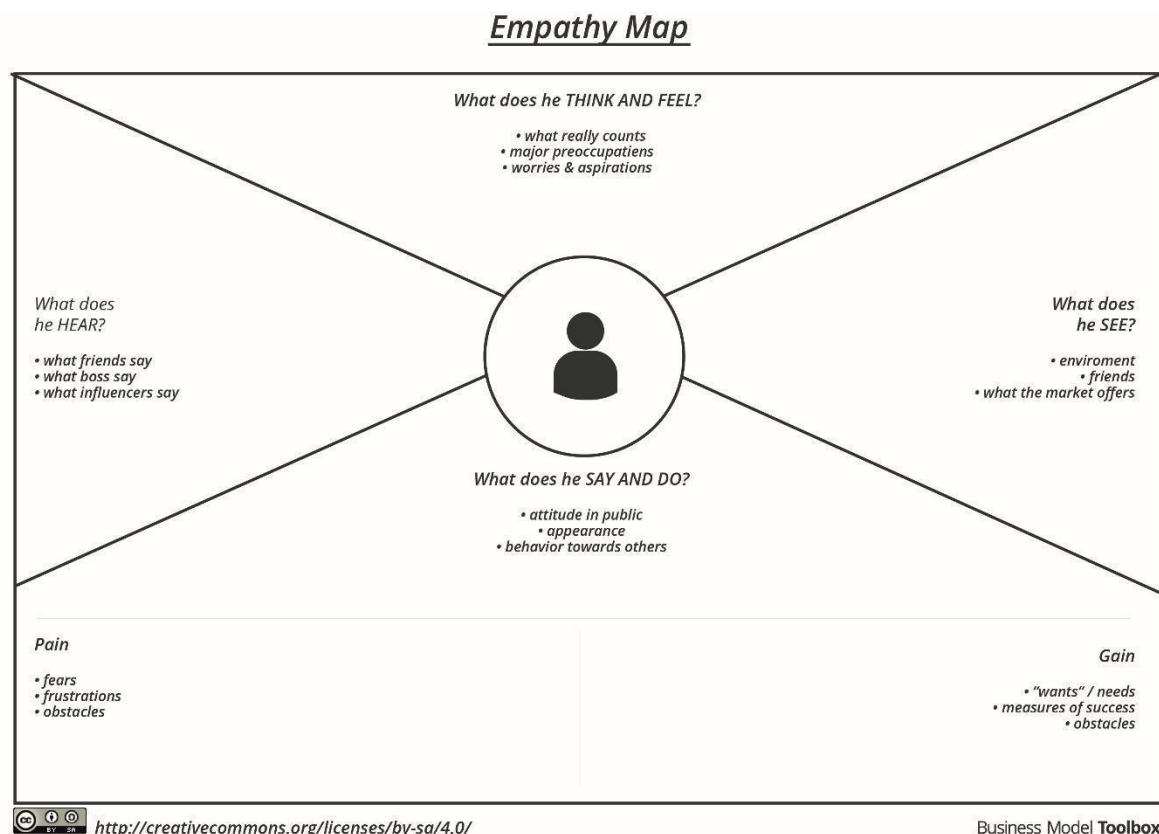 Empathy Map
What does he THINK AND FEEL?
• what really counts
• major preoccupatiens
• worries & aspirations
What does
he HEAR?
• what friends say
• what boss say
• what influencers say
What does
he SEE?
• enviroment
• friends
• what the market offers
What does he SAY AND DO?
• attitude in public
• appearance
• behavior towards others
Pain
• fears
• frustrations
• obstacles
Gain
• “wants” / needs
• measures of success
• obstacles
cc BY SA
http://creativecommons.org/licenses/by-sa/4.0/
Business Model Toolbox